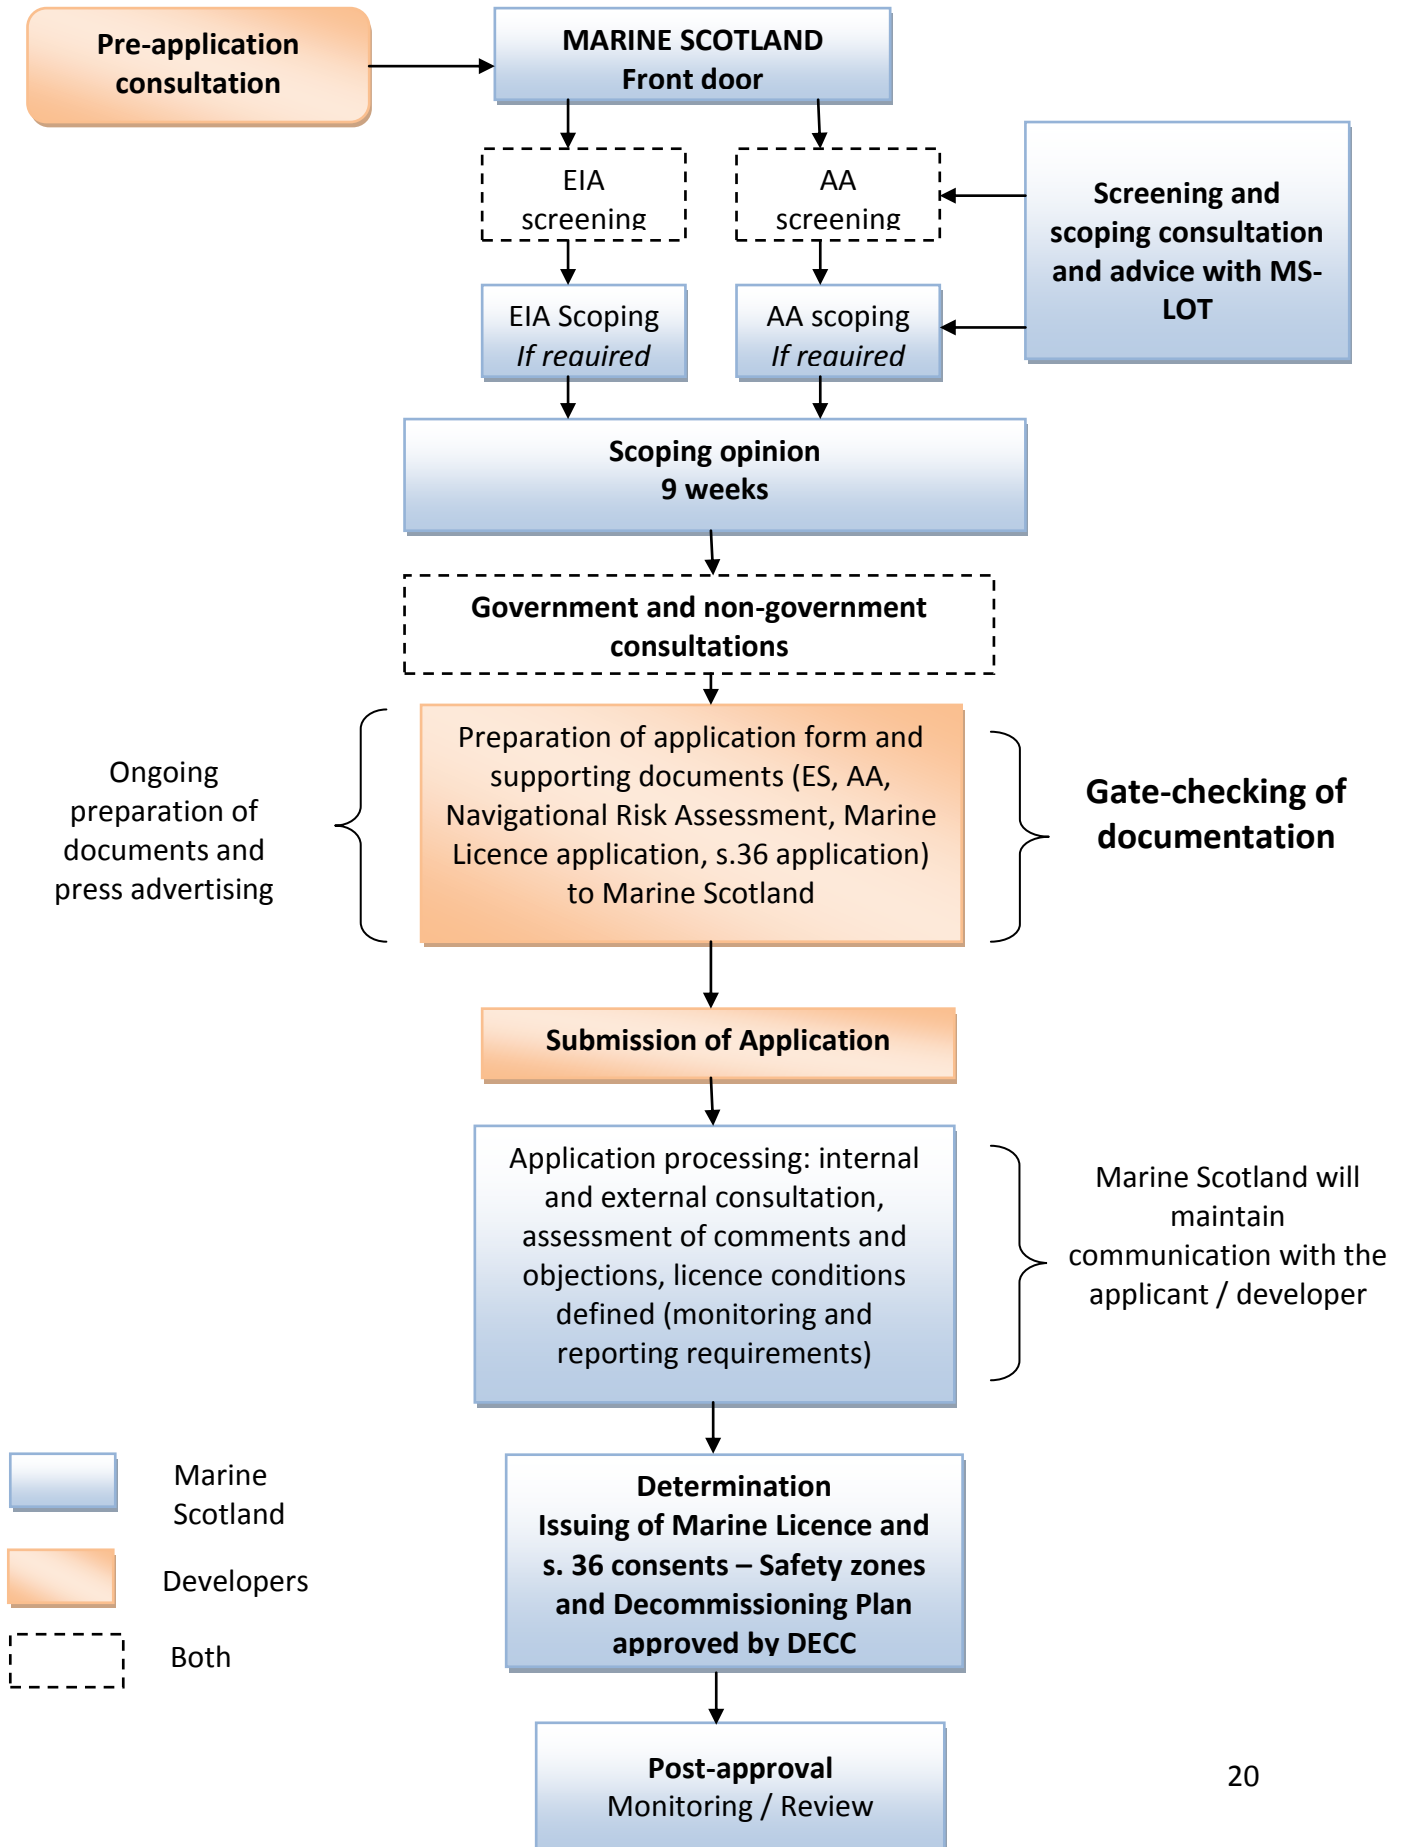 Pre-application
consultation
MARINE SCOTLAND
Front door
EIA
screening
AA
screening
Screening and
scoping consultation
and advice with MS-
LOT
EIA Scoping
If required
AA scoping
If required
Scoping opinion
9 weeks
Government and non-government
consultations
Ongoing
preparation of
documents and
press advertising
Preparation of application form and
supporting documents (ES, AA,
Navigational Risk Assessment, Marine
Licence application, s.36 application)
to Marine Scotland
Gate-checking of
documentation
Submission of Application
Application processing: internal
and external consultation,
assessment of comments and
objections, licence conditions
defined (monitoring and
reporting requirements)
Marine Scotland will
maintain
communication with the
applicant / developer
Marine
Scotland
Developers
Both
Determination
Issuing of Marine Licence and
s. 36 consents – Safety zones
and Decommissioning Plan
approved by DECC
Post-approval
Monitoring / Review
20